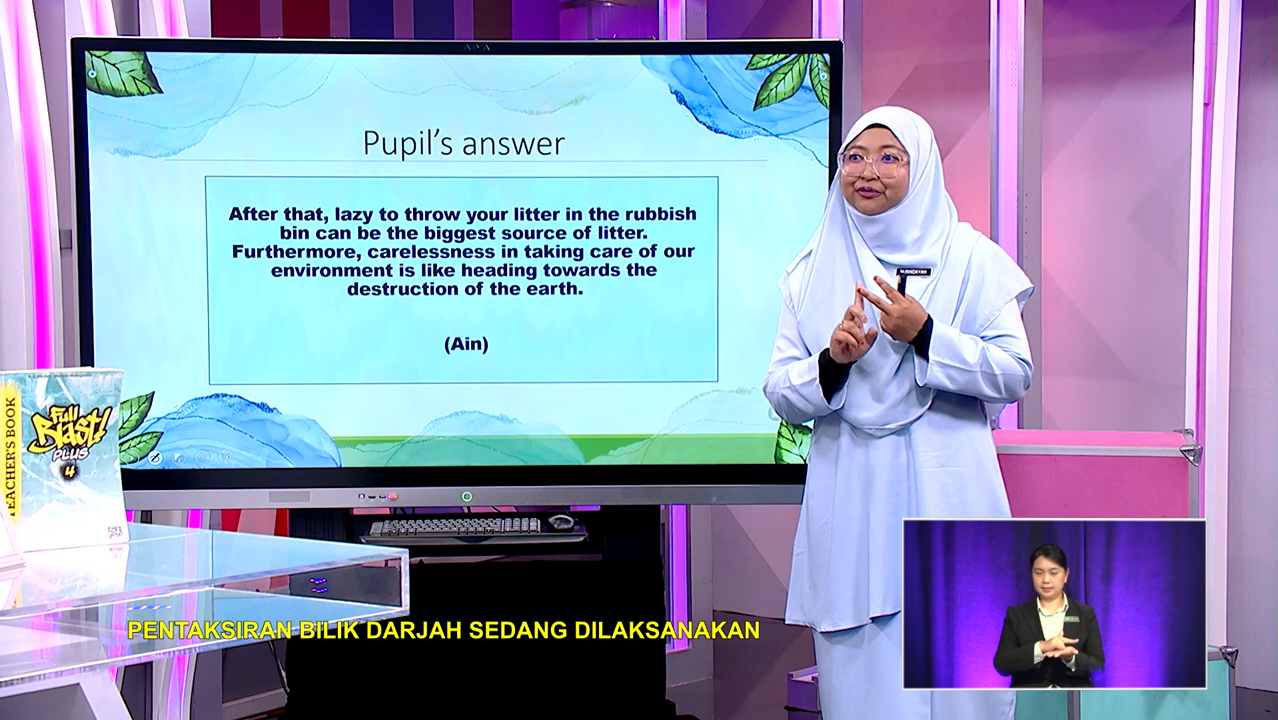 Pupil's answer
After that, lazy to throw your litter in the rubbish
bin can be the biggest source of litter.
Furthermore, carelessness in taking care of our
environment is like heading towards the
destruction of the earth.
(Ain)
TEACHER'S BOOK
Full
Blast!
PLUS
4
PENTAKSIRAN BILIK DARJAH SEDANG DILAKSANAKAN